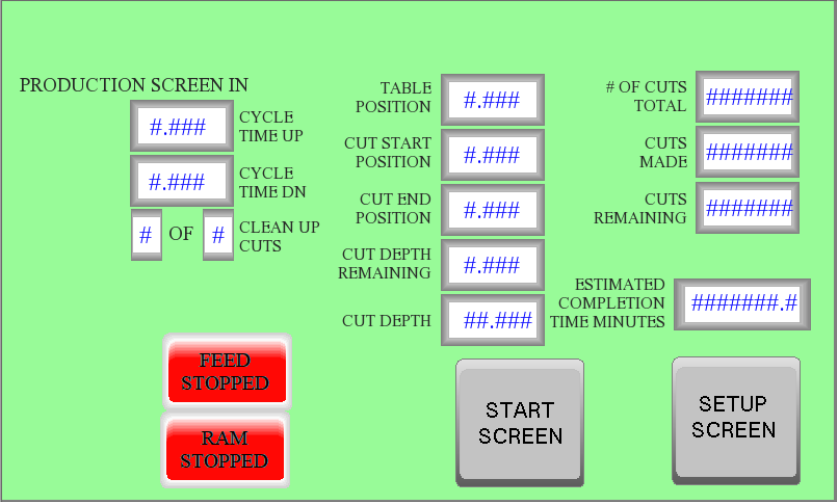 PRODUCTION SCREEN IN
#.###
CYCLE
TIME UP
#.###
CYCLE
TIME DN
# OF # CLEAN UP
CUTS
TABLE
POSITION
#.###
CUT START
POSITION
#.###
CUT END
POSITION
#.###
CUT DEPTH
REMAINING
#.###
CUT DEPTH
##.###
# OF CUTS
TOTAL
#######
CUTS
MADE
#######
CUTS
REMAINING
#######
ESTIMATED
COMPLETION
TIME MINUTES
#######.#
FEED
STOPPED
RAM
STOPPED
START
SCREEN
SETUP
SCREEN